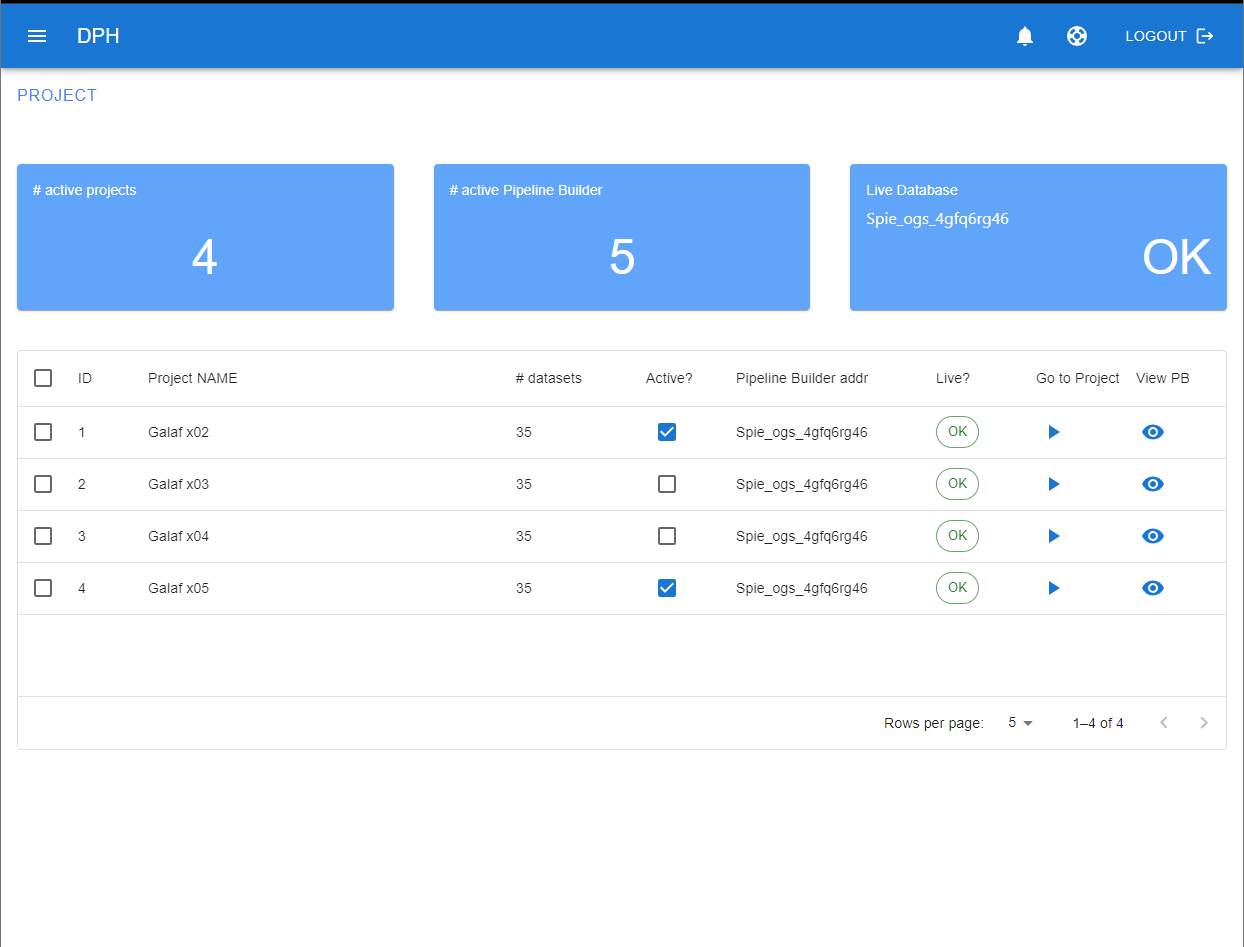 DPH LOGOUT
PROJECT
# active projects
4
# active Pipeline Builder
5
Live Database
Spie_ogs_4gfq6rg46
OK
ID Project NAME # datasets Active? Pipeline Builder addr Live? Go to Project View PB
1 Galaf x02 35 Spie_ogs_4gfq6rg46 OK
2 Galaf x03 35 Spie_ogs_4gfq6rg46 OK
3 Galaf x04 35 Spie_ogs_4gfq6rg46 OK
4 Galaf x05 35 Spie_ogs_4gfq6rg46 OK
Rows per page: 5 1–4 of 4